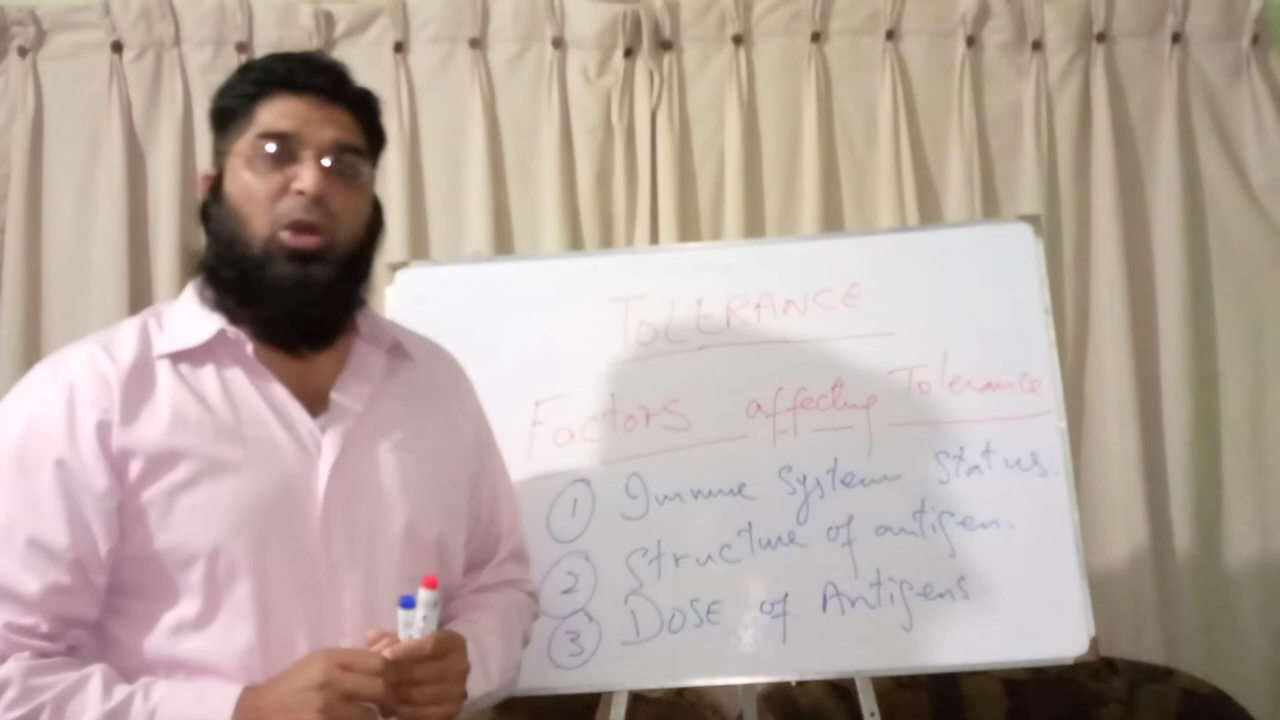 TOLERANCE
Factors affecting Tolerance
① Immune System Status.
② Structure of antigen.
③ DOSE of Antigens